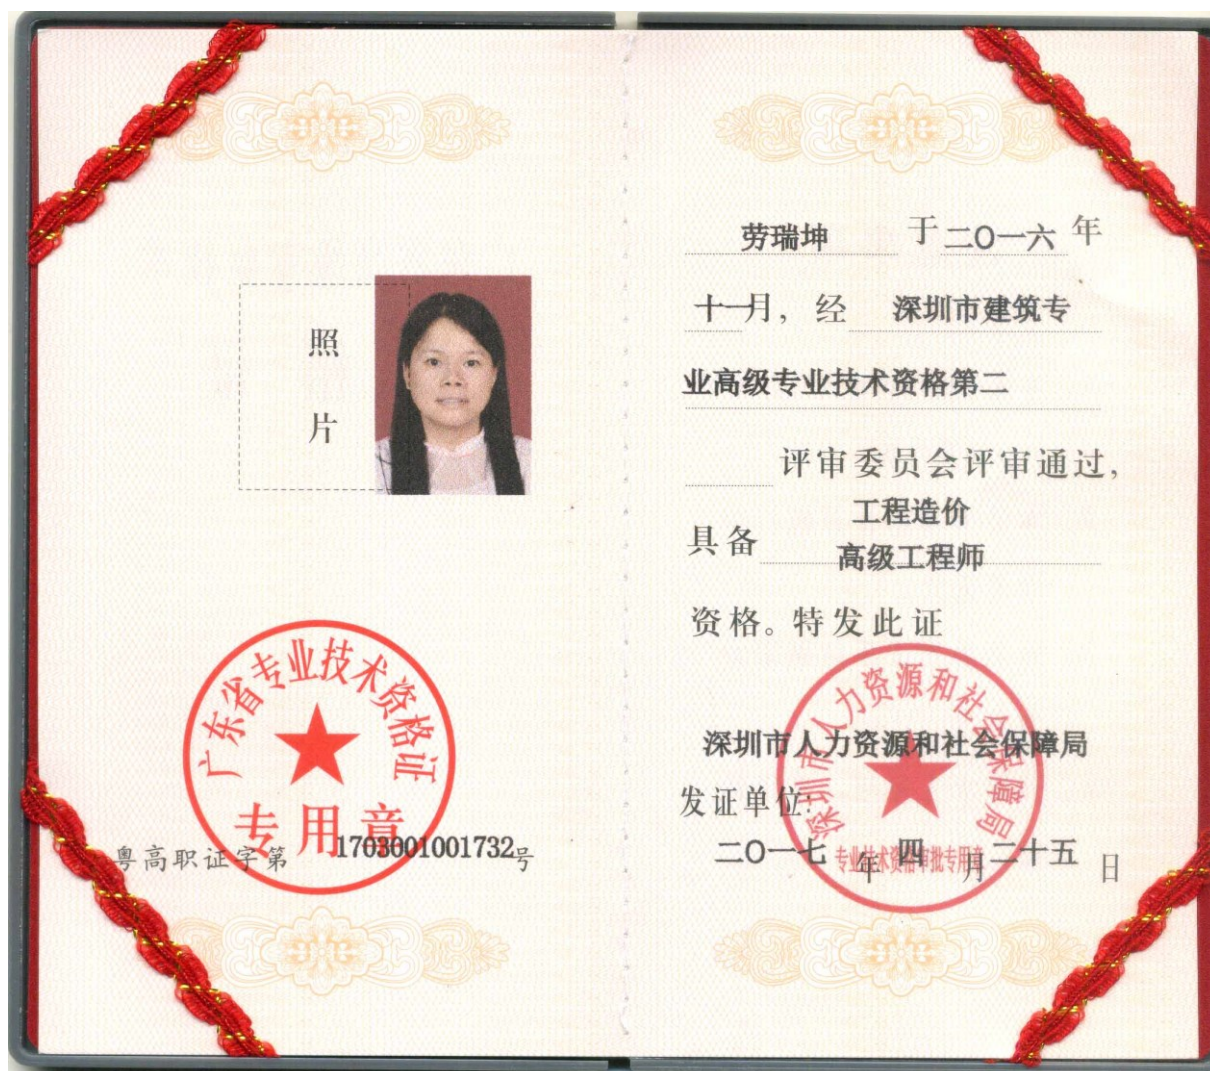 照
片
广东省专业技术资格证
专用章
粤高职证字第 1703001001732号
劳瑞坤 于二〇一六年
十一月，经 深圳市建筑专
业高级专业技术资格第二
评审委员会评审通过，
工程造价
具备 高级工程师
资格。特发此证
深圳市人力资源和社会保障局
深圳市人力资源和社会保障局
发证单位：
二〇一七年四月二十五日
专业技术资格审批专用章